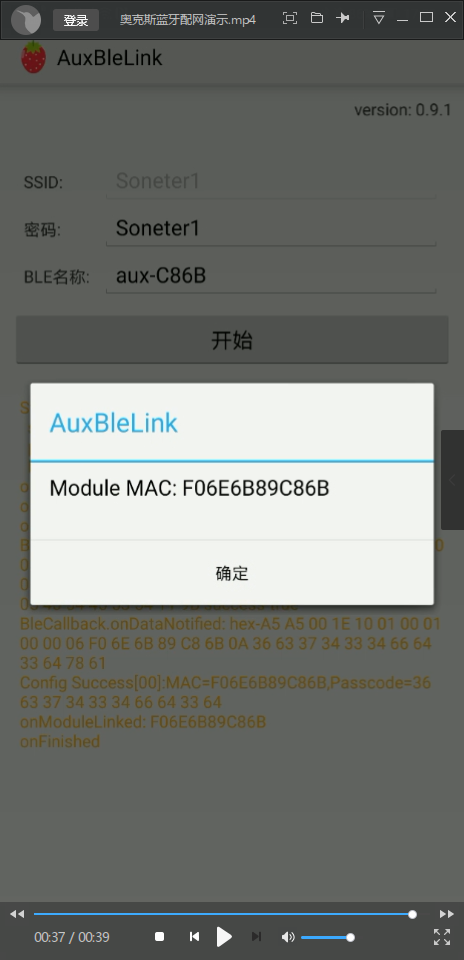 登录
奥克斯蓝牙配网演示.mp4
AuxBleLink
version: 0.9.1
SSID:
Soneter1
密码:
Soneter1
BLE名称:
aux-C86B
开始
AuxBleLink
Module MAC: F06E6B89C86B
确定
BleCallback.onDataNotified: hex-A5 A5 00 1E 10 01 00 01
00 00 06 F0 6E 6B 89 C8 6B 0A 36 63 37 34 33 34 66 64
33 64 78 61
Config Success[00]:MAC=F06E6B89C86B,Passcode=36
63 37 34 33 34 66 64 33 64
onModuleLinked: F06E6B89C86B
onFinished
00:37 / 00:39